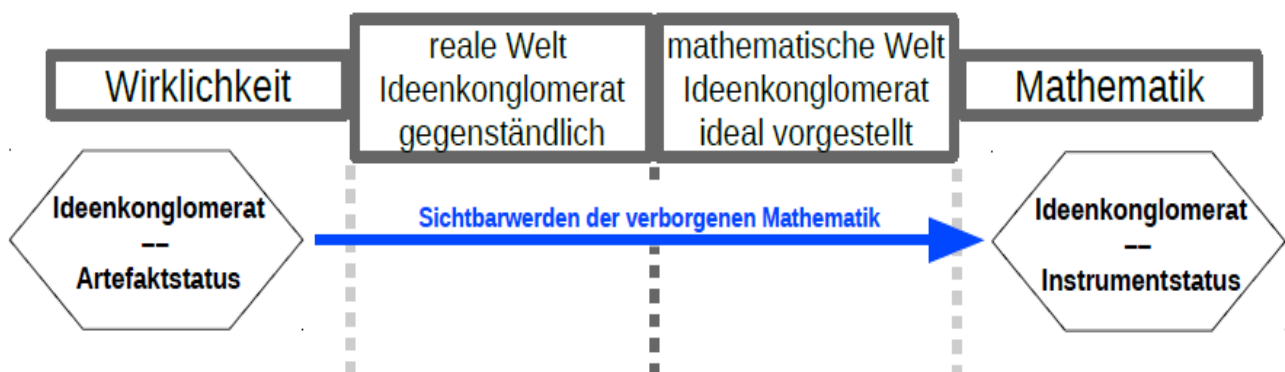 Wirklichkeit
reale Welt
Ideenkonglomerat
gegenständlich
mathematische Welt
Ideenkonglomerat
ideal vorgestellt
Mathematik
Ideenkonglomerat
––
Artefaktstatus
Sichtbarwerden der verborgenen Mathematik
Ideenkonglomerat
––
Instrumentstatus